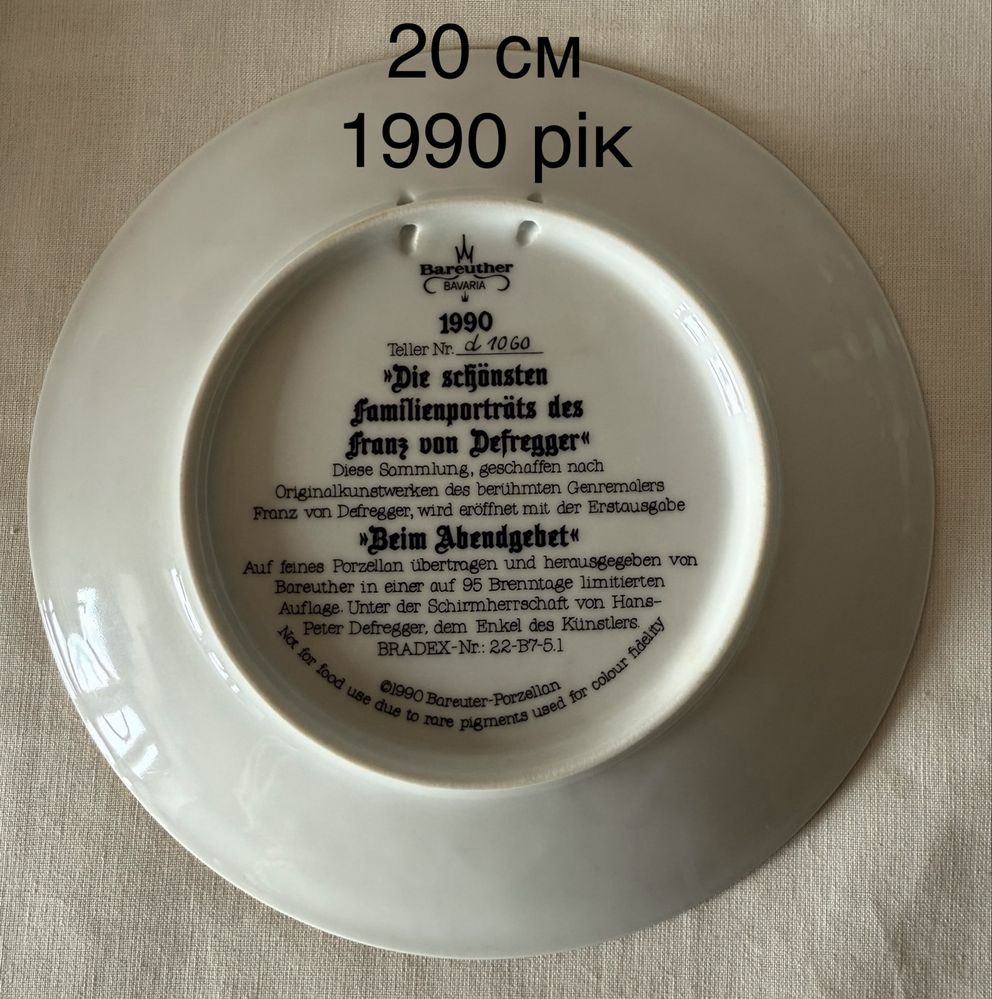 20 см
1990 рік
Bareuther
BAVARIA
1990
Teller Nr. d 1060
»Die schönsten
Familienporträts des
Franz von Defregger«
Diese Sammlung, geschaffen nach
Originalkunstwerken des berühmten Genremalers
Franz von Defregger, wird eröffnet mit der Erstausgabe
»Beim Abendgebet«
Auf feines Porzellan übertragen und herausgegeben von
Bareuther in einer auf 95 Brenntage limitierten
Auflage. Unter der Schirmherrschaft von Hans-
Peter Defregger, dem Enkel des Künstlers.
BRADEX-Nr.: 22-B7-5.1
©1990 Bareuter-Porzellan
Not for food use due to rare pigments used for colour fidelity